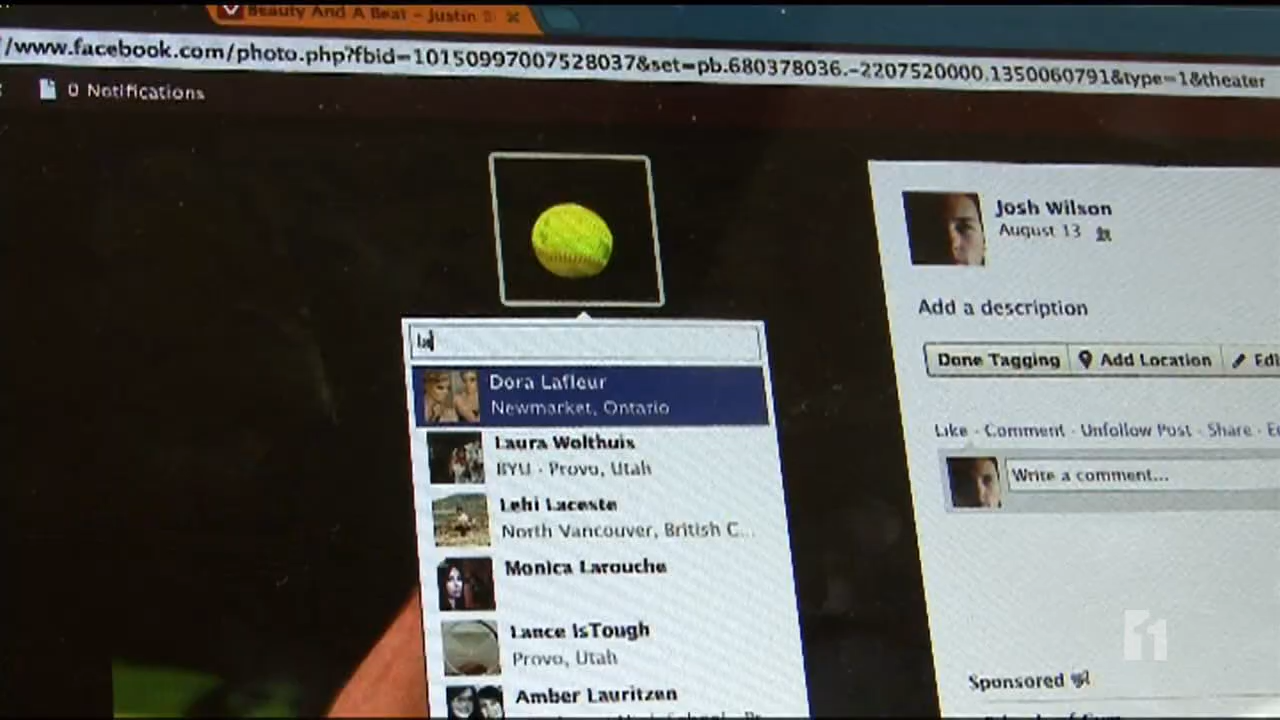 Beauty And A Beat - Justin
/www.facebook.com/photo.php?fbid=10150997007528037&set=pb.680378036.-2207520000.1350060791&type=1&theater
0 Notifications
Josh Wilson
August 13
Add a description
la
Done Tagging Add Location Edi
Dora Lafleur
Newmarket, Ontario
Like · Comment · Unfollow Post · Share ·
Laura Wolthuis
BYU · Provo, Utah
Write a comment...
Lehi Laceste
North Vancouver, British C...
Monica Larouche
Lance IsTough
Provo, Utah
Sponsored
Amber Lauritzen
11